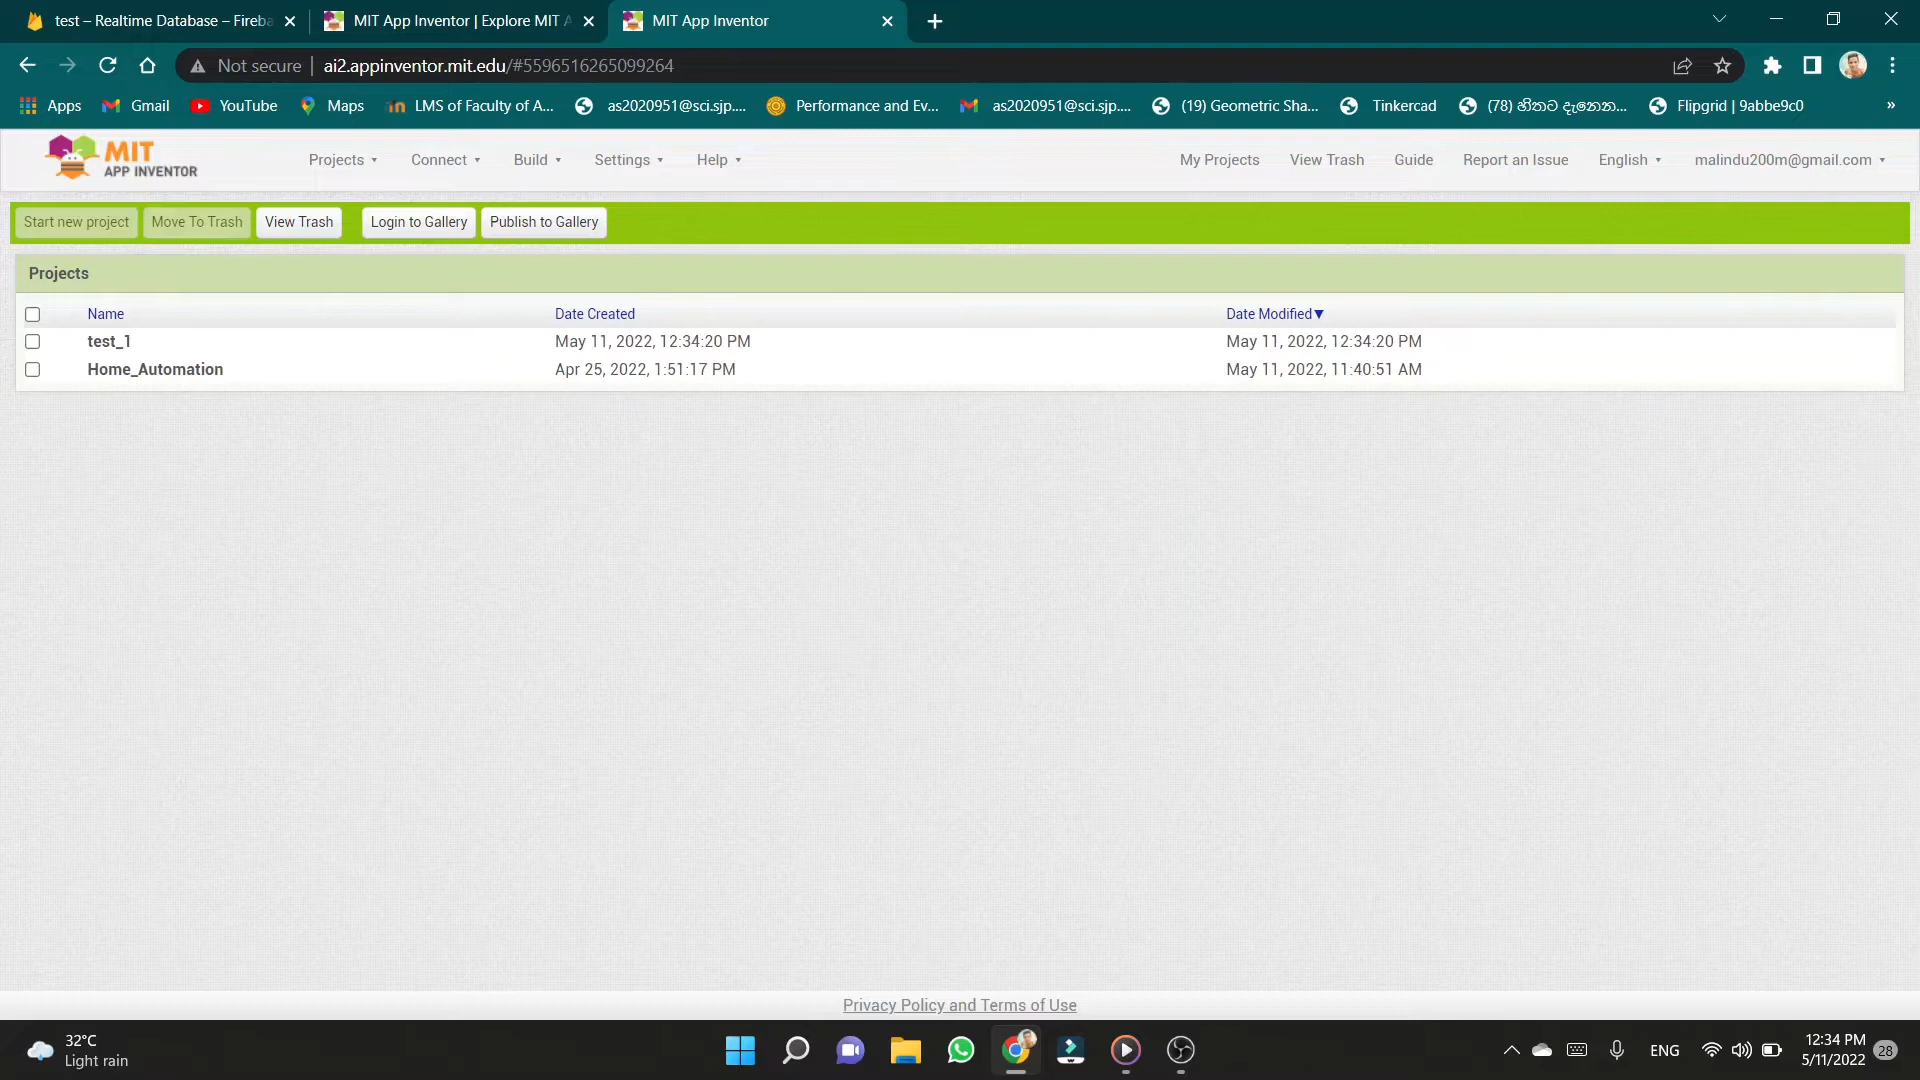 test – Realtime Database – Fireba
MIT App Inventor | Explore MIT A
MIT App Inventor
Not secure
ai2.appinventor.mit.edu/#5596516265099264
Apps
Gmail
YouTube
Maps
LMS of Faculty of A...
as2020951@sci.sjp....
Performance and Ev...
as2020951@sci.sjp....
(19) Geometric Sha...
Tinkercad
(78) හිතට දැනෙන...
Flipgrid | 9abbe9c0
»
MIT
APP INVENTOR
Projects
Connect
Build
Settings
Help
My Projects
View Trash
Guide
Report an Issue
English
malindu200m@gmail.com
Start new project
Move To Trash
View Trash
Login to Gallery
Publish to Gallery
Projects
Name
Date Created
Date Modified▼
test_1
May 11, 2022, 12:34:20 PM
May 11, 2022, 12:34:20 PM
Home_Automation
Apr 25, 2022, 1:51:17 PM
May 11, 2022, 11:40:51 AM
Privacy Policy and Terms of Use
32°C
Light rain
ENG
12:34 PM
5/11/2022
28